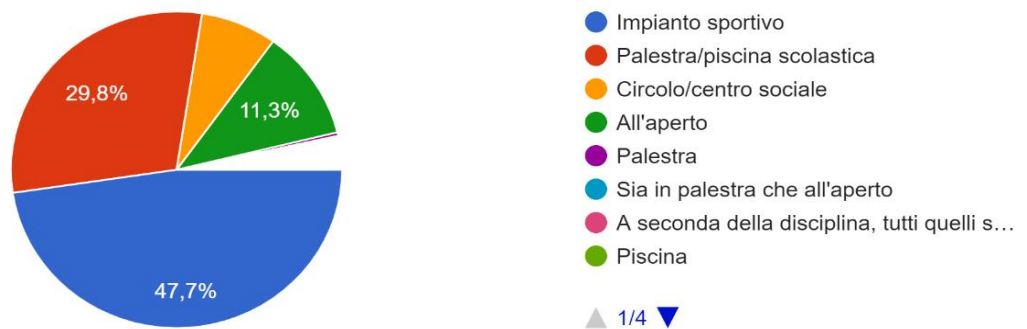 29,8%
11,3%
47,7%
Impianto sportivo
Palestra/piscina scolastica
Circolo/centro sociale
All'aperto
Palestra
Sia in palestra che all'aperto
A seconda della disciplina, tutti quelli s…
Piscina
1/4